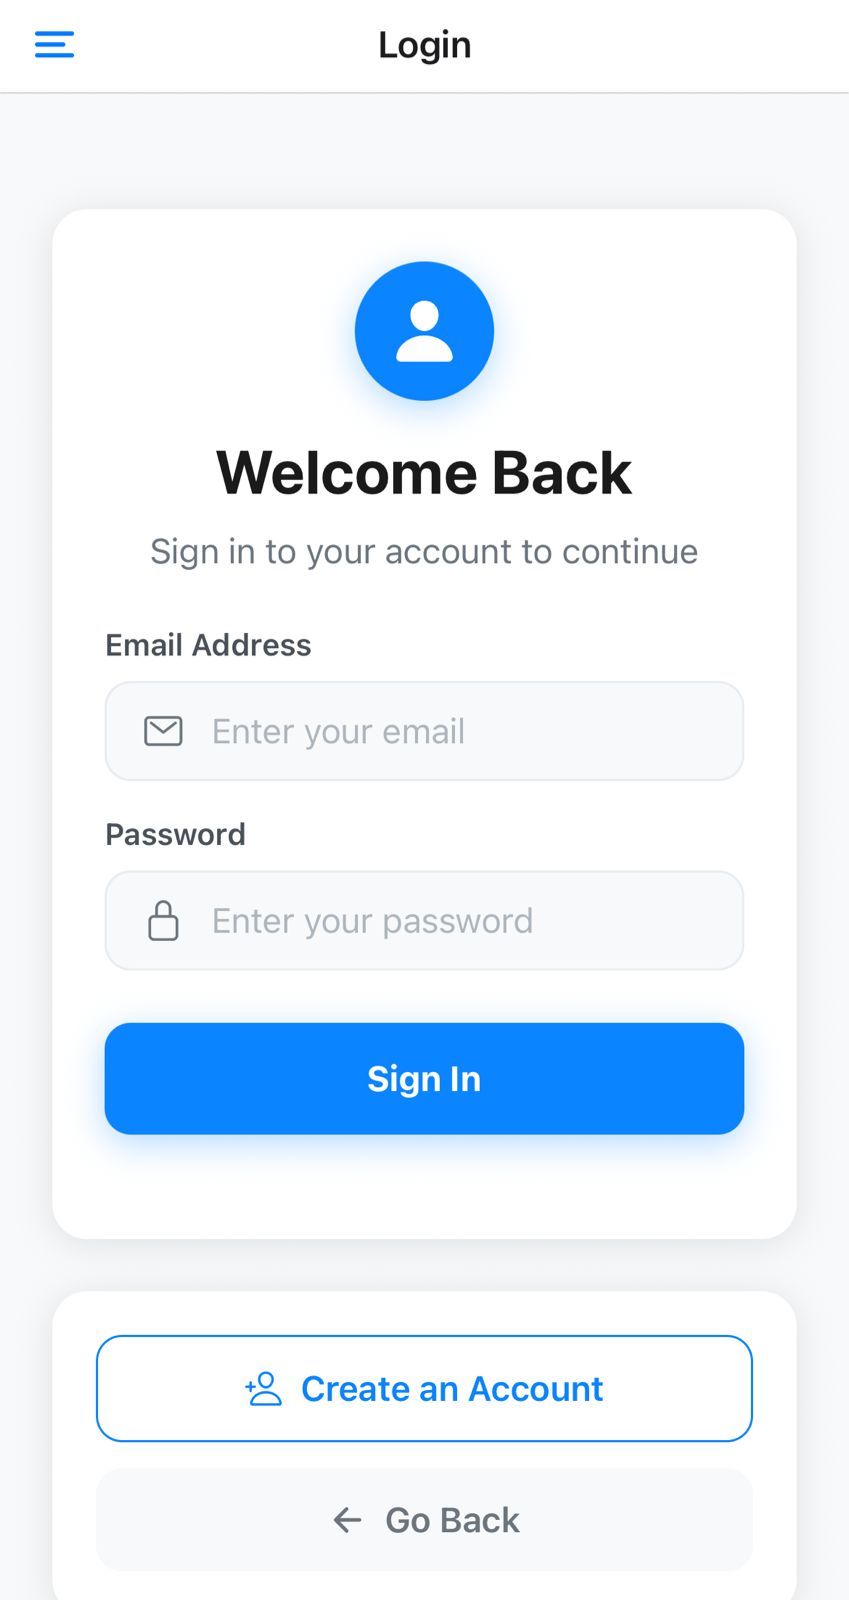 Login
Welcome Back
Sign in to your account to continue
Email Address
Enter your email
Password
Enter your password
Sign In
Create an Account
Go Back